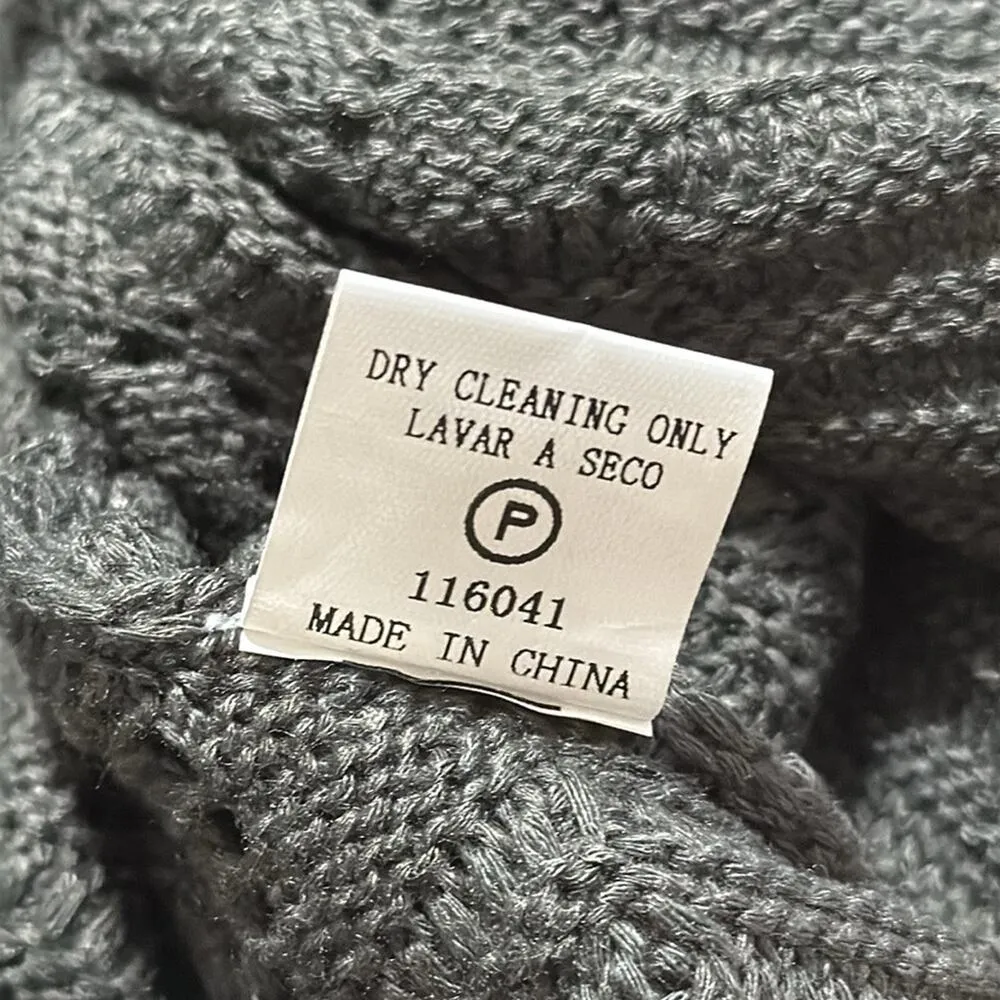 DRY CLEANING ONLY
LAVAR A SECO
P
116041
MADE IN CHINA